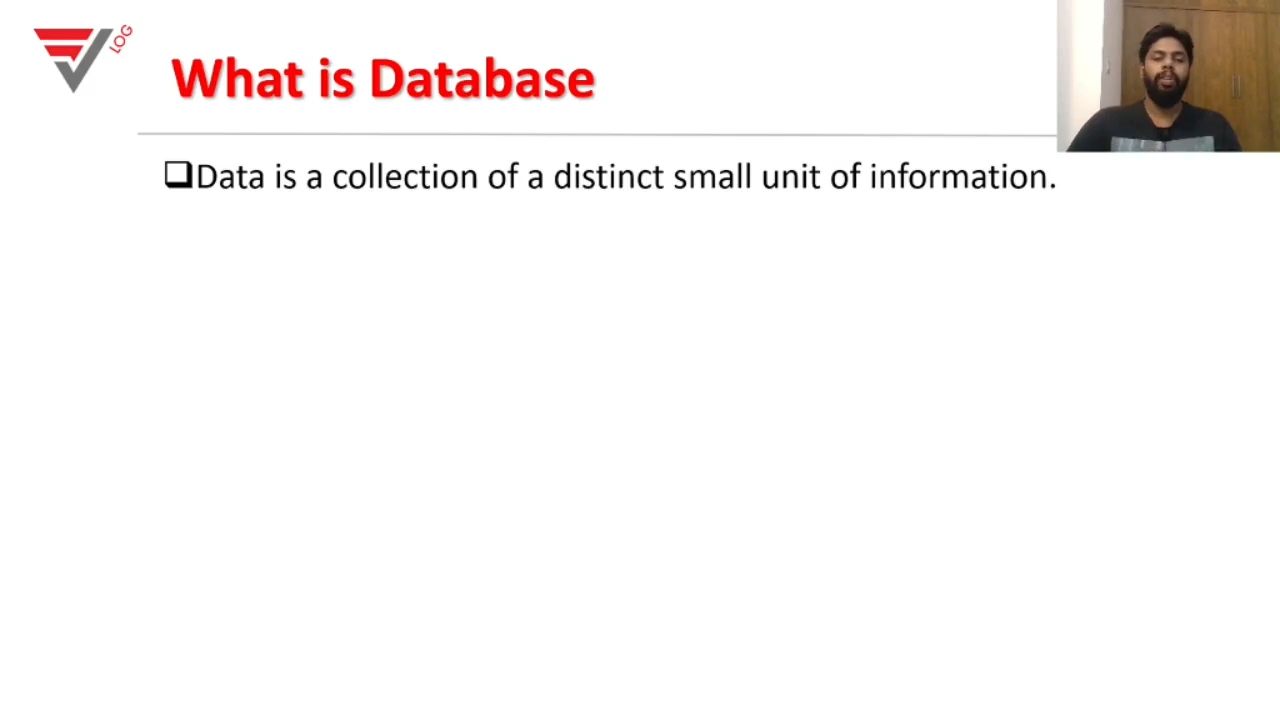 LOG
What is Database
Data is a collection of a distinct small unit of information.